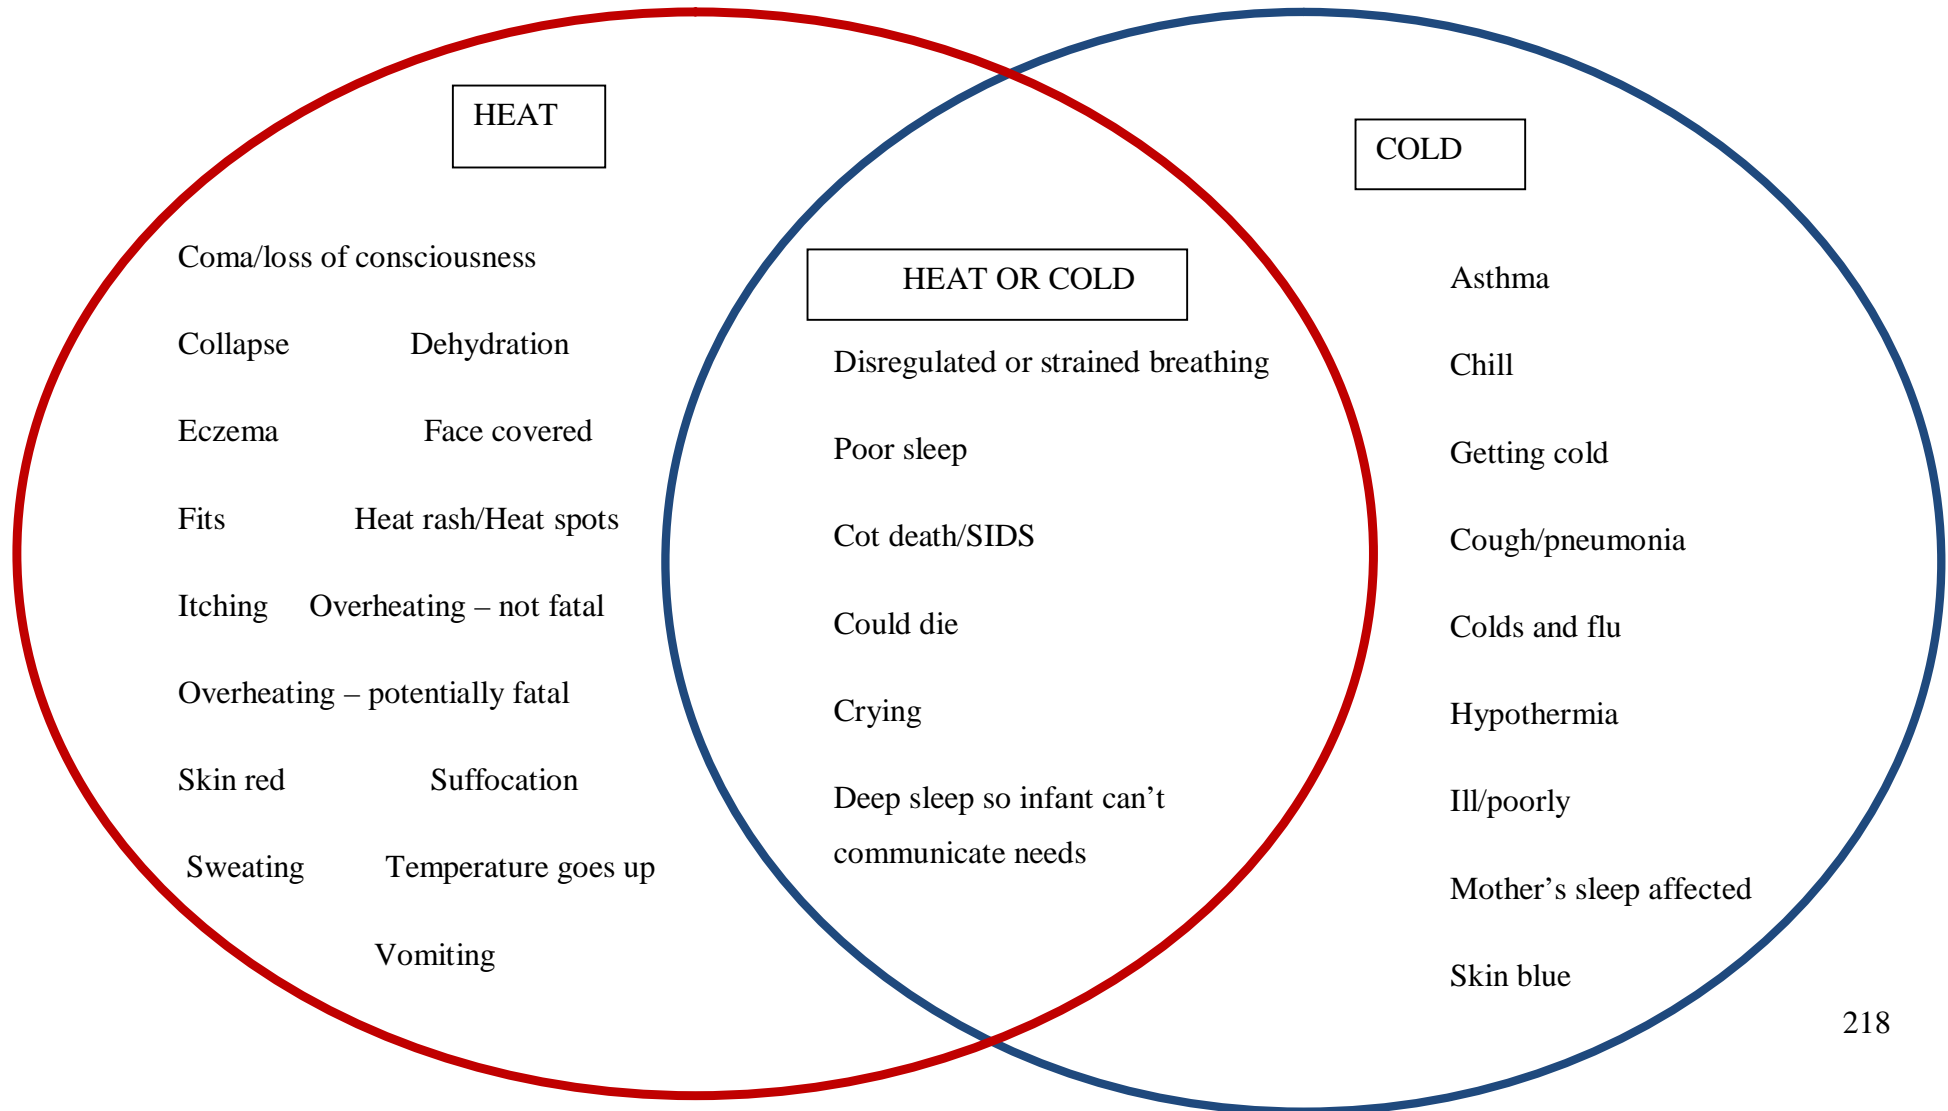 HEAT
Coma/loss of consciousness
Collapse Dehydration
Eczema Face covered
Fits Heat rash/Heat spots
Itching Overheating – not fatal
Overheating – potentially fatal
Skin red Suffocation
Sweating Temperature goes up
Vomiting
HEAT OR COLD
Disregulated or strained breathing
Poor sleep
Cot death/SIDS
Could die
Crying
Deep sleep so infant can’t
communicate needs
COLD
Asthma
Chill
Getting cold
Cough/pneumonia
Colds and flu
Hypothermia
Ill/poorly
Mother’s sleep affected
Skin blue
218